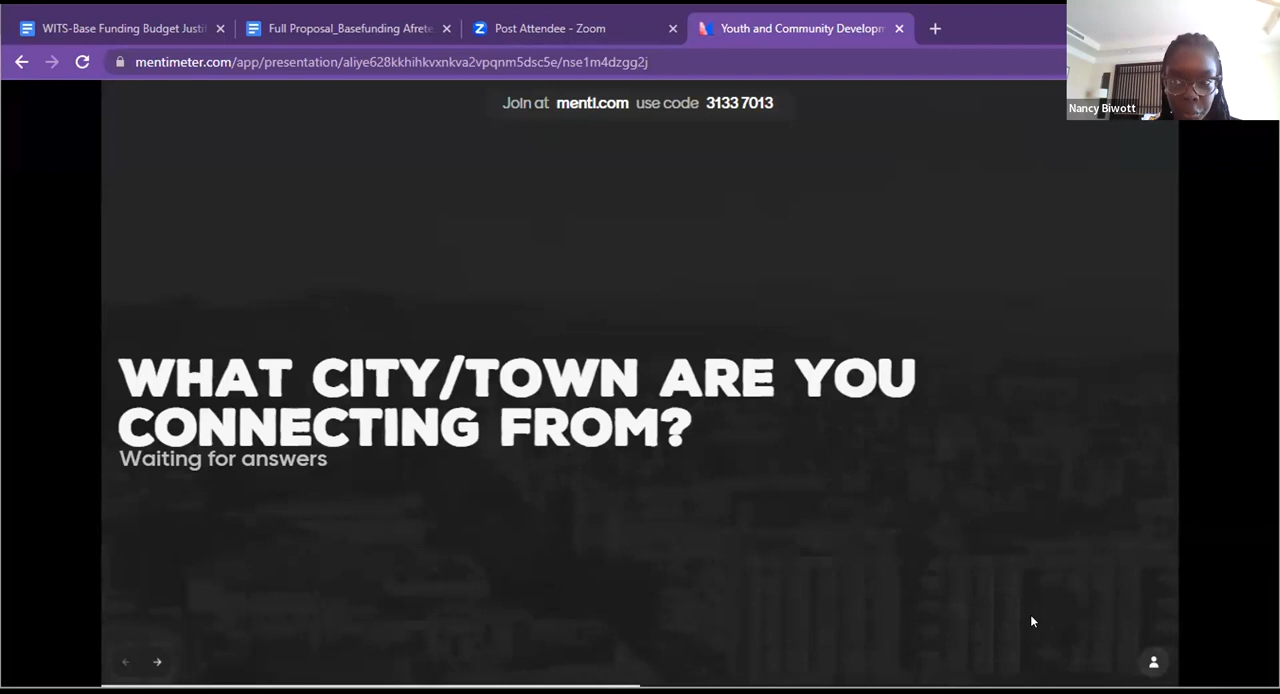 WITS-Base Funding Budget Justi
Full Proposal_Basefunding Afrete
Post Attendee - Zoom
Youth and Community Developm
mentimeter.com/app/presentation/aliye628kkhihkvxnkva2vpqnm5dsc5e/nse1m4dzgg2j
Nancy Biwott
Join at menti.com use code 3133 7013
WHAT CITY/TOWN ARE YOU
CONNECTING FROM?
Waiting for answers